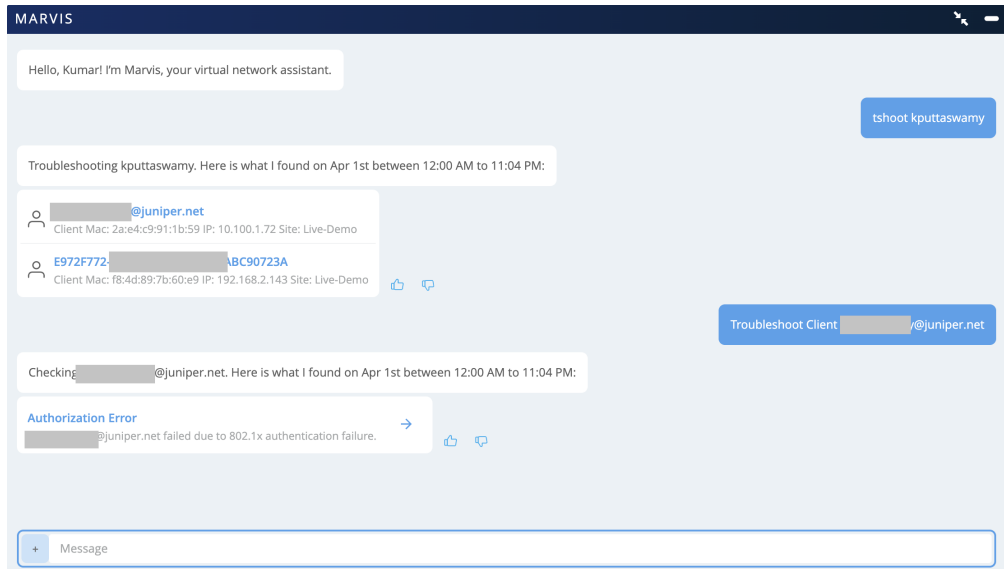 MARVIS
Hello, Kumar! I'm Marvis, your virtual network assistant.
tshoot kputtaswamy
Troubleshooting kputtaswamy. Here is what I found on Apr 1st between 12:00 AM to 11:04 PM:
@juniper.net
Client Mac: 2a:e4:c9:91:1b:59 IP: 10.100.1.72 Site: Live-Demo
E972F772- ABC90723A
Client Mac: f8:4d:89:7b:60:e9 IP: 192.168.2.143 Site: Live-Demo
Troubleshoot Client y@juniper.net
Checking @juniper.net. Here is what I found on Apr 1st between 12:00 AM to 11:04 PM:
Authorization Error
@juniper.net failed due to 802.1x authentication failure.
+ Message